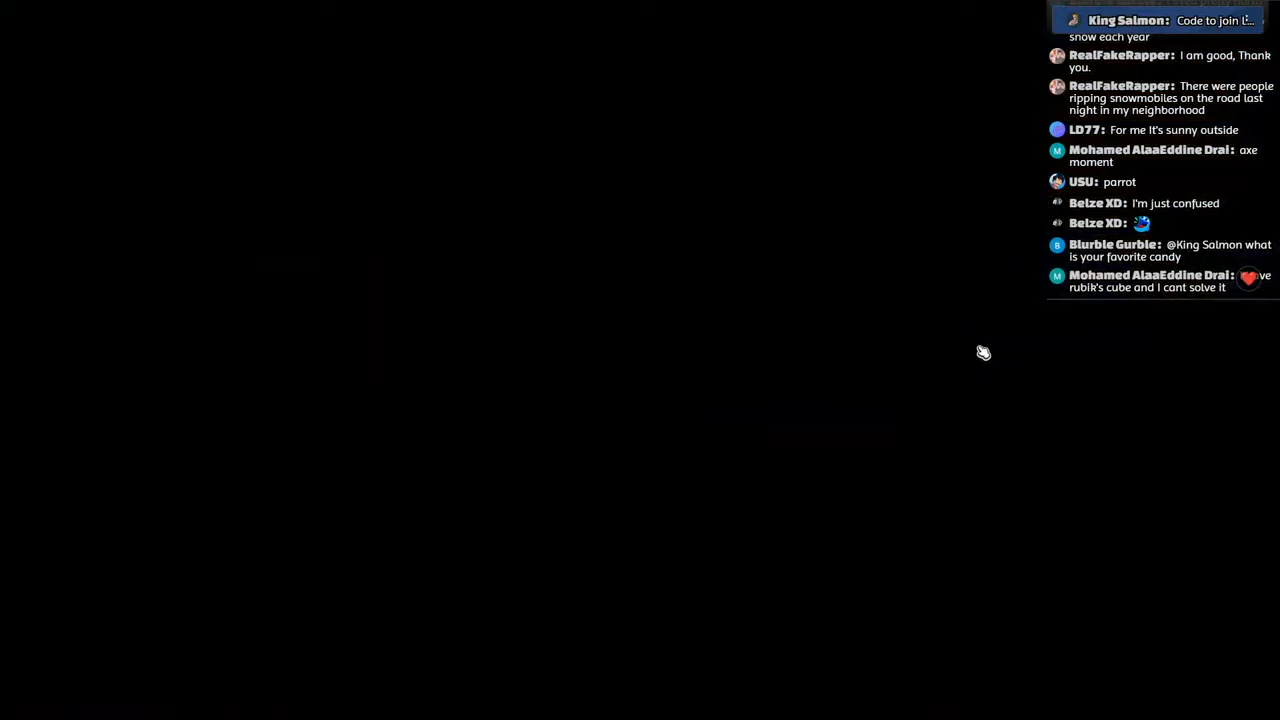 King Salmon: Code to join L...
snow each year
RealFakeRapper: I am good, Thank
you.
RealFakeRapper: There were people
ripping snowmobiles on the road last
night in my neighborhood
LD77: For me It's sunny outside
Mohamed AlaaEddine Drai: axe
moment
USU: parrot
Belze XD: I'm just confused
Belze XD:
Blurble Gurble: @King Salmon what
is your favorite candy
Mohamed AlaaEddine Drai:
rubik's cube and I cant solve it